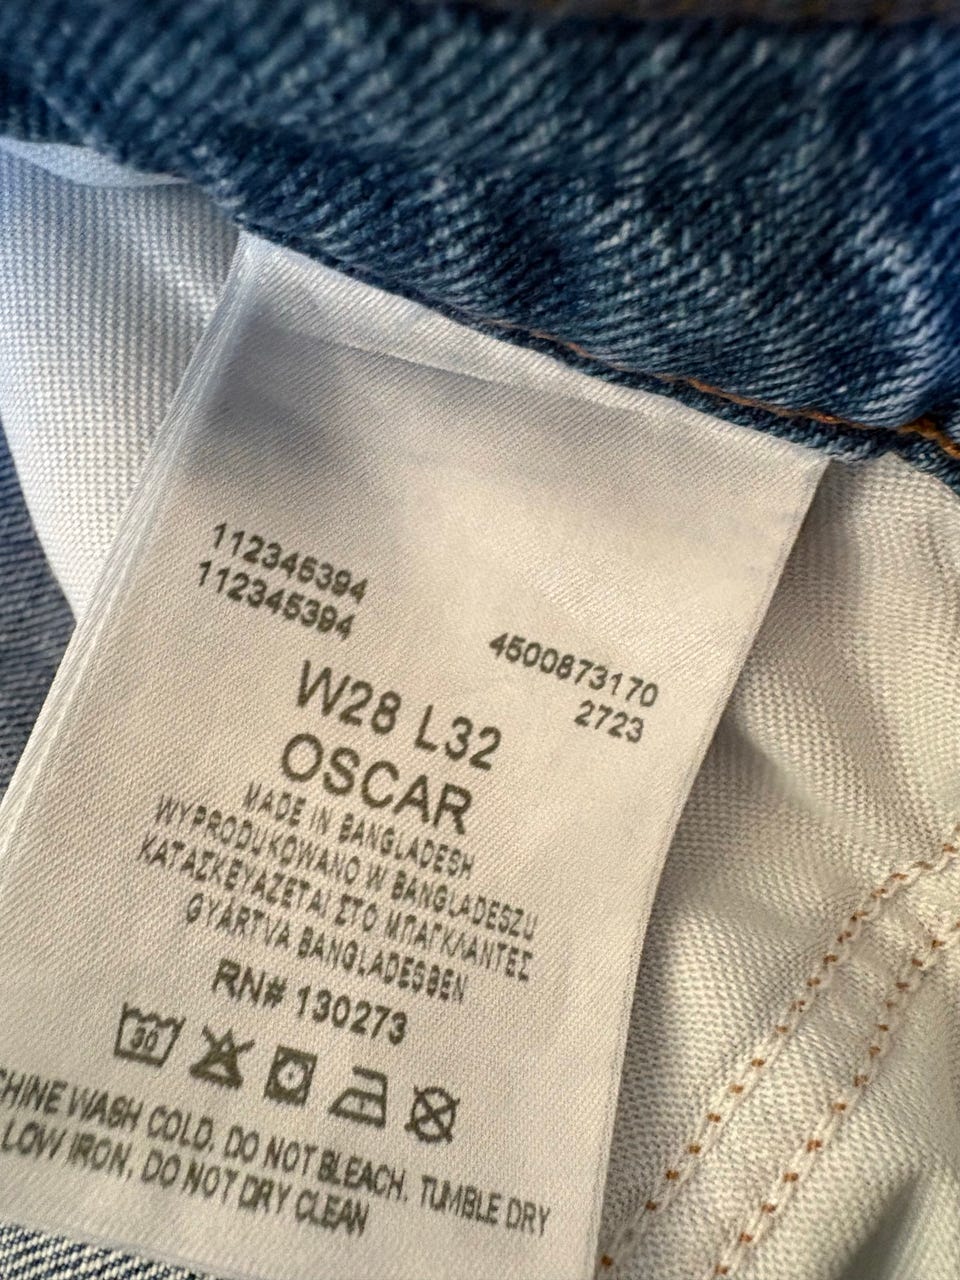 112345394
112345394
4500873170
2723
W28 L32
OSCAR
MADE IN BANGLADESH
WYPRODUKOWANO W BANGLADESZU
ΚΑΤΑΣΚΕΥΑΖΕΤΑΙ ΣΤΟ ΜΠΑΓΚΛΑΝΤΕΣ
GYÁRTVA BANGLADESBEN
RN# 130273
30
CHINE WASH COLD, DO NOT BLEACH. TUMBLE DRY
LOW IRON, DO NOT DRY CLEAN